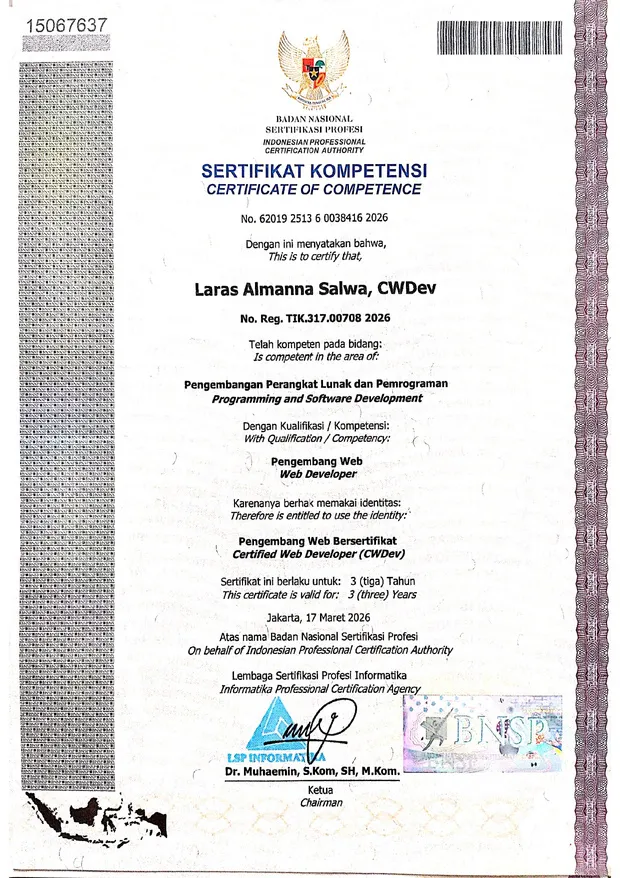 15067637
BADAN NASIONAL
SERTIFIKASI PROFESI
INDONESIAN PROFESSIONAL
CERTIFICATION AUTHORITY
SERTIFIKAT KOMPETENSI
CERTIFICATE OF COMPETENCE
No. 62019 2513 6 0038416 2026
Dengan ini menyatakan bahwa,
This is to certify that,
Laras Almanna Salwa, CWDev
No. Reg. TIK.317.00708 2026
Telah kompeten pada bidang:
Is competent in the area of:
Pengembangan Perangkat Lunak dan Pemrograman
Programming and Software Development
Dengan Kualifikasi / Kompetensi:
With Qualification / Competency:
Pengembang Web
Web Developer
Karenanya berhak memakai identitas:
Therefore is entitled to use the identity:
Pengembang Web Bersertifikat
Certified Web Developer (CWDev)
Sertifikat ini berlaku untuk: 3 (tiga) Tahun
This certificate is valid for: 3 (three) Years
Jakarta, 17 Maret 2026
Atas nama Badan Nasional Sertifikasi Profesi
On behalf of Indonesian Professional Certification Authority
Lembaga Sertifikasi Profesi Informatika
Informatika Professional Certification Agency
BNSP
LSP INFORMATIKA
Dr. Muhaemin, S.Kom, SH, M.Kom.
Ketua
Chairman